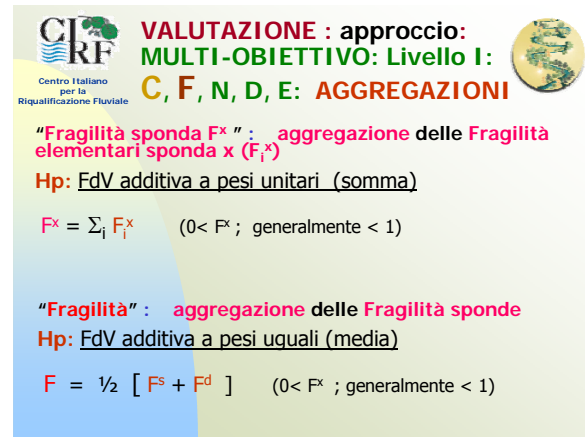 CIRF
Centro Italiano
per la
Riqualificazione Fluviale
VALUTAZIONE : approccio:
MULTI-OBIETTIVO: Livello I:
C, F, N, D, E: AGGREGAZIONI
“Fragilità sponda Fˣ ” : aggregazione delle Fragilità
elementari sponda x (Fᵢˣ)
Hp: FdV additiva a pesi unitari (somma)
Fˣ = Σᵢ Fᵢˣ (0< Fˣ ; generalmente < 1)
“Fragilità” : aggregazione delle Fragilità sponde
Hp: FdV additiva a pesi uguali (media)
F = ½ [ Fˢ + Fᵈ ] (0< Fˣ ; generalmente < 1)